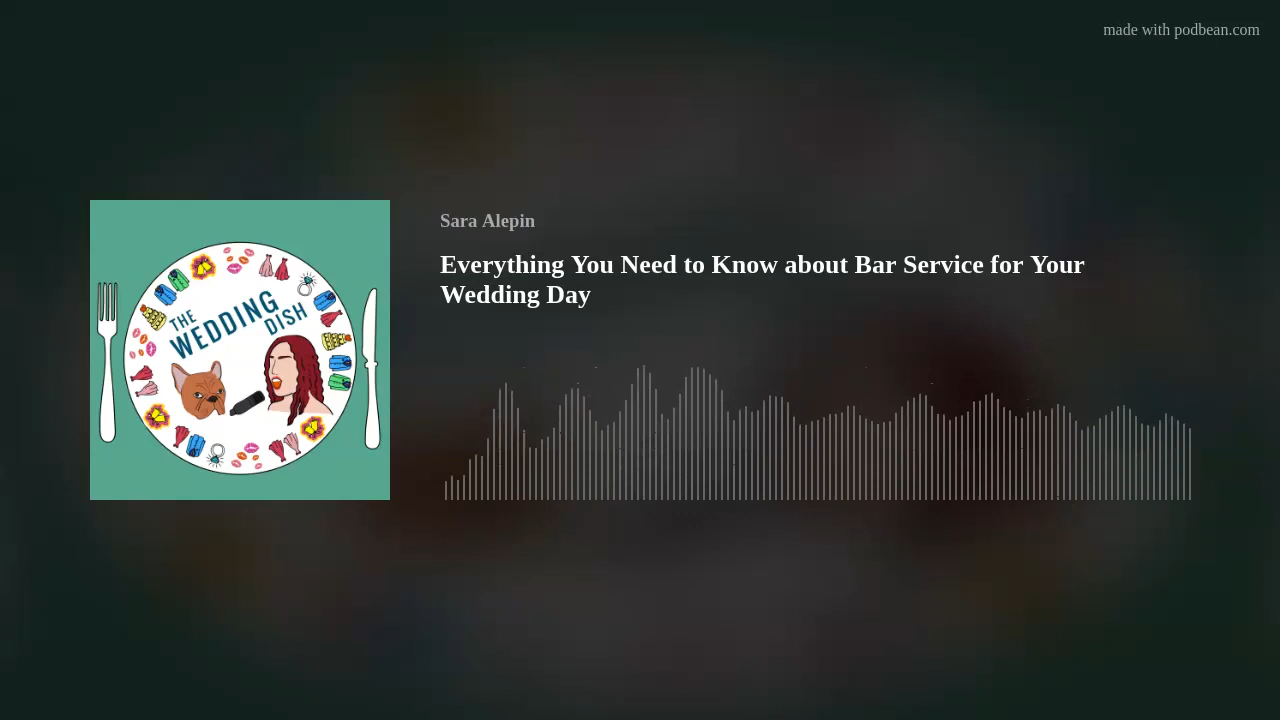 made with podbean.com
Sara Alepin
Everything You Need to Know about Bar Service for Your
Wedding Day
THE
WEDDING
DISH